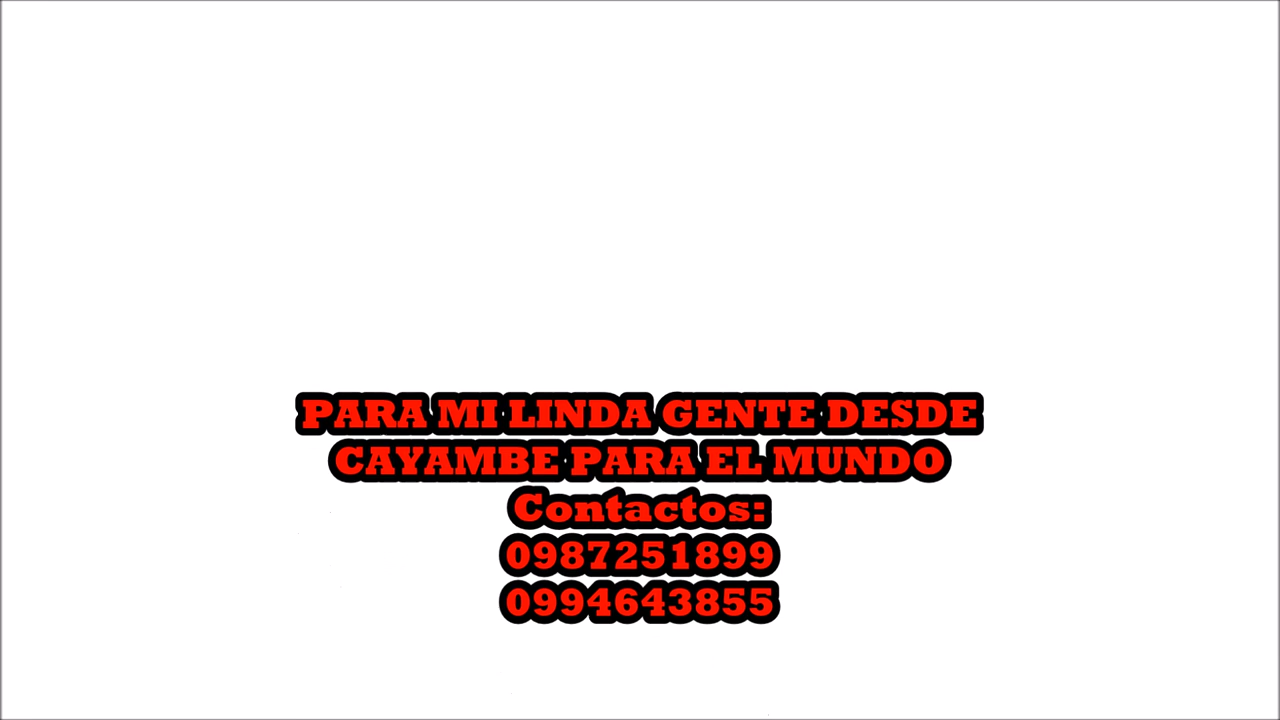 PARA MI LINDA GENTE DESDE
CAYAMBE PARA EL MUNDO
Contactos:
0987251899
0994643855